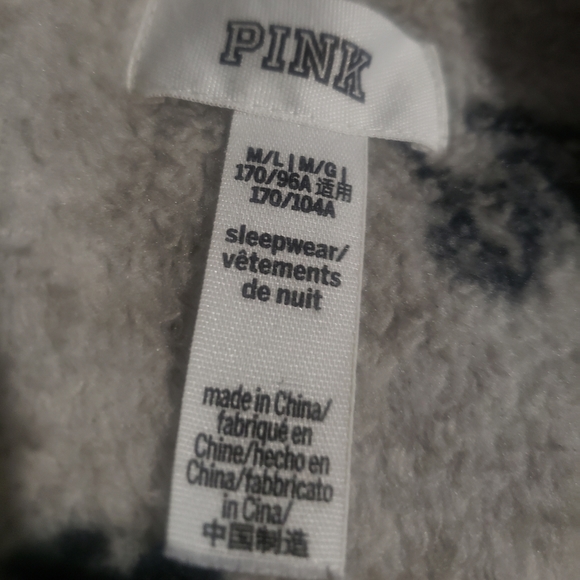 PINK
M/L | M/G |
170/96A 适用
170/104A
sleepwear/
vêtements
de nuit
made in China/
fabriqué en
Chine/hecho en
China/fabbricato
in Cina/
中国制造